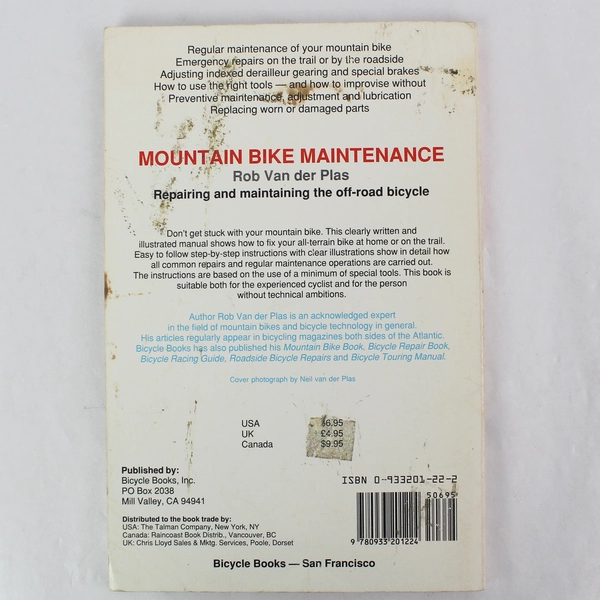 Regular maintenance of your mountain bike
Emergency repairs on the trail or by the roadside
Adjusting indexed derailleur gearing and special brakes
How to use the right tools — and how to improvise without
Preventive maintenance, adjustment and lubrication
Replacing worn or damaged parts
MOUNTAIN BIKE MAINTENANCE
Rob Van der Plas
Repairing and maintaining the off-road bicycle
Don't get stuck with your mountain bike. This clearly written and
illustrated manual shows how to fix your all-terrain bike at home or on the trail.
Easy to follow step-by-step instructions with clear illustrations show in detail how
all common repairs and regular maintenance operations are carried out.
The instructions are based on the use of a minimum of special tools. This book is
suitable both for the experienced cyclist and for the person
without technical ambitions.
Author Rob Van der Plas is an acknowledged expert
in the field of mountain bikes and bicycle technology in general.
His articles regularly appear in bicycling magazines both sides of the Atlantic.
Bicycle Books has also published his Mountain Bike Book, Bicycle Repair Book,
Bicycle Racing Guide, Roadside Bicycle Repairs and Bicycle Touring Manual.
Cover photograph by Neil van der Plas
USA $6.95
UK £4.95
Canada $9.95
Published by:
Bicycle Books, Inc.
PO Box 2038
Mill Valley, CA 94941
Distributed to the book trade by:
USA: The Talman Company, New York, NY
Canada: Raincoast Book Distrib., Vancouver, BC
UK: Chris Lloyd Sales & Mktg. Services, Poole, Dorset
ISBN 0-933201-22-2
50695
9 780933 201224
Bicycle Books — San Francisco